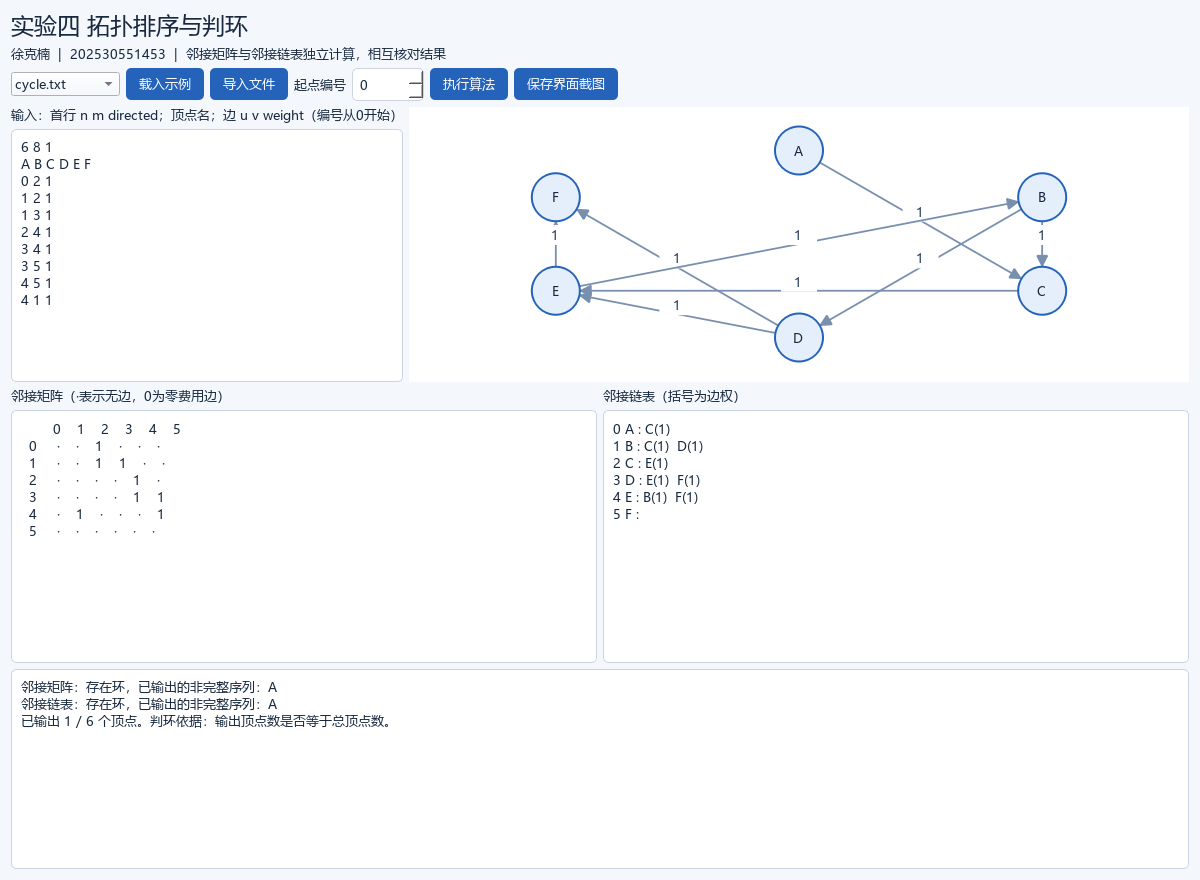 实验四 拓扑排序与判环
徐克楠 | 202530551453 | 邻接矩阵与邻接链表独立计算，相互核对结果
cycle.txt 载入示例 导入文件 起点编号 0 执行算法 保存界面截图
输入：首行 n m directed；顶点名；边 u v weight（编号从0开始）
6 8 1
A B C D E F
0 2 1
1 2 1
1 3 1
2 4 1
3 4 1
3 5 1
4 5 1
4 1 1
A
F
B
1
1
1
1
1
1
E
1
C
1
D
邻接矩阵（·表示无边，0为零费用边）
0 1 2 3 4 5
0 · · 1 · · ·
1 · · 1 1 · ·
2 · · · · 1 ·
3 · · · · 1 1
4 · 1 · · · 1
5 · · · · · ·
邻接链表（括号为边权）
0 A : C(1)
1 B : C(1) D(1)
2 C : E(1)
3 D : E(1) F(1)
4 E : B(1) F(1)
5 F :
邻接矩阵：存在环，已输出的非完整序列：A
邻接链表：存在环，已输出的非完整序列：A
已输出 1 / 6 个顶点。判环依据：输出顶点数是否等于总顶点数。